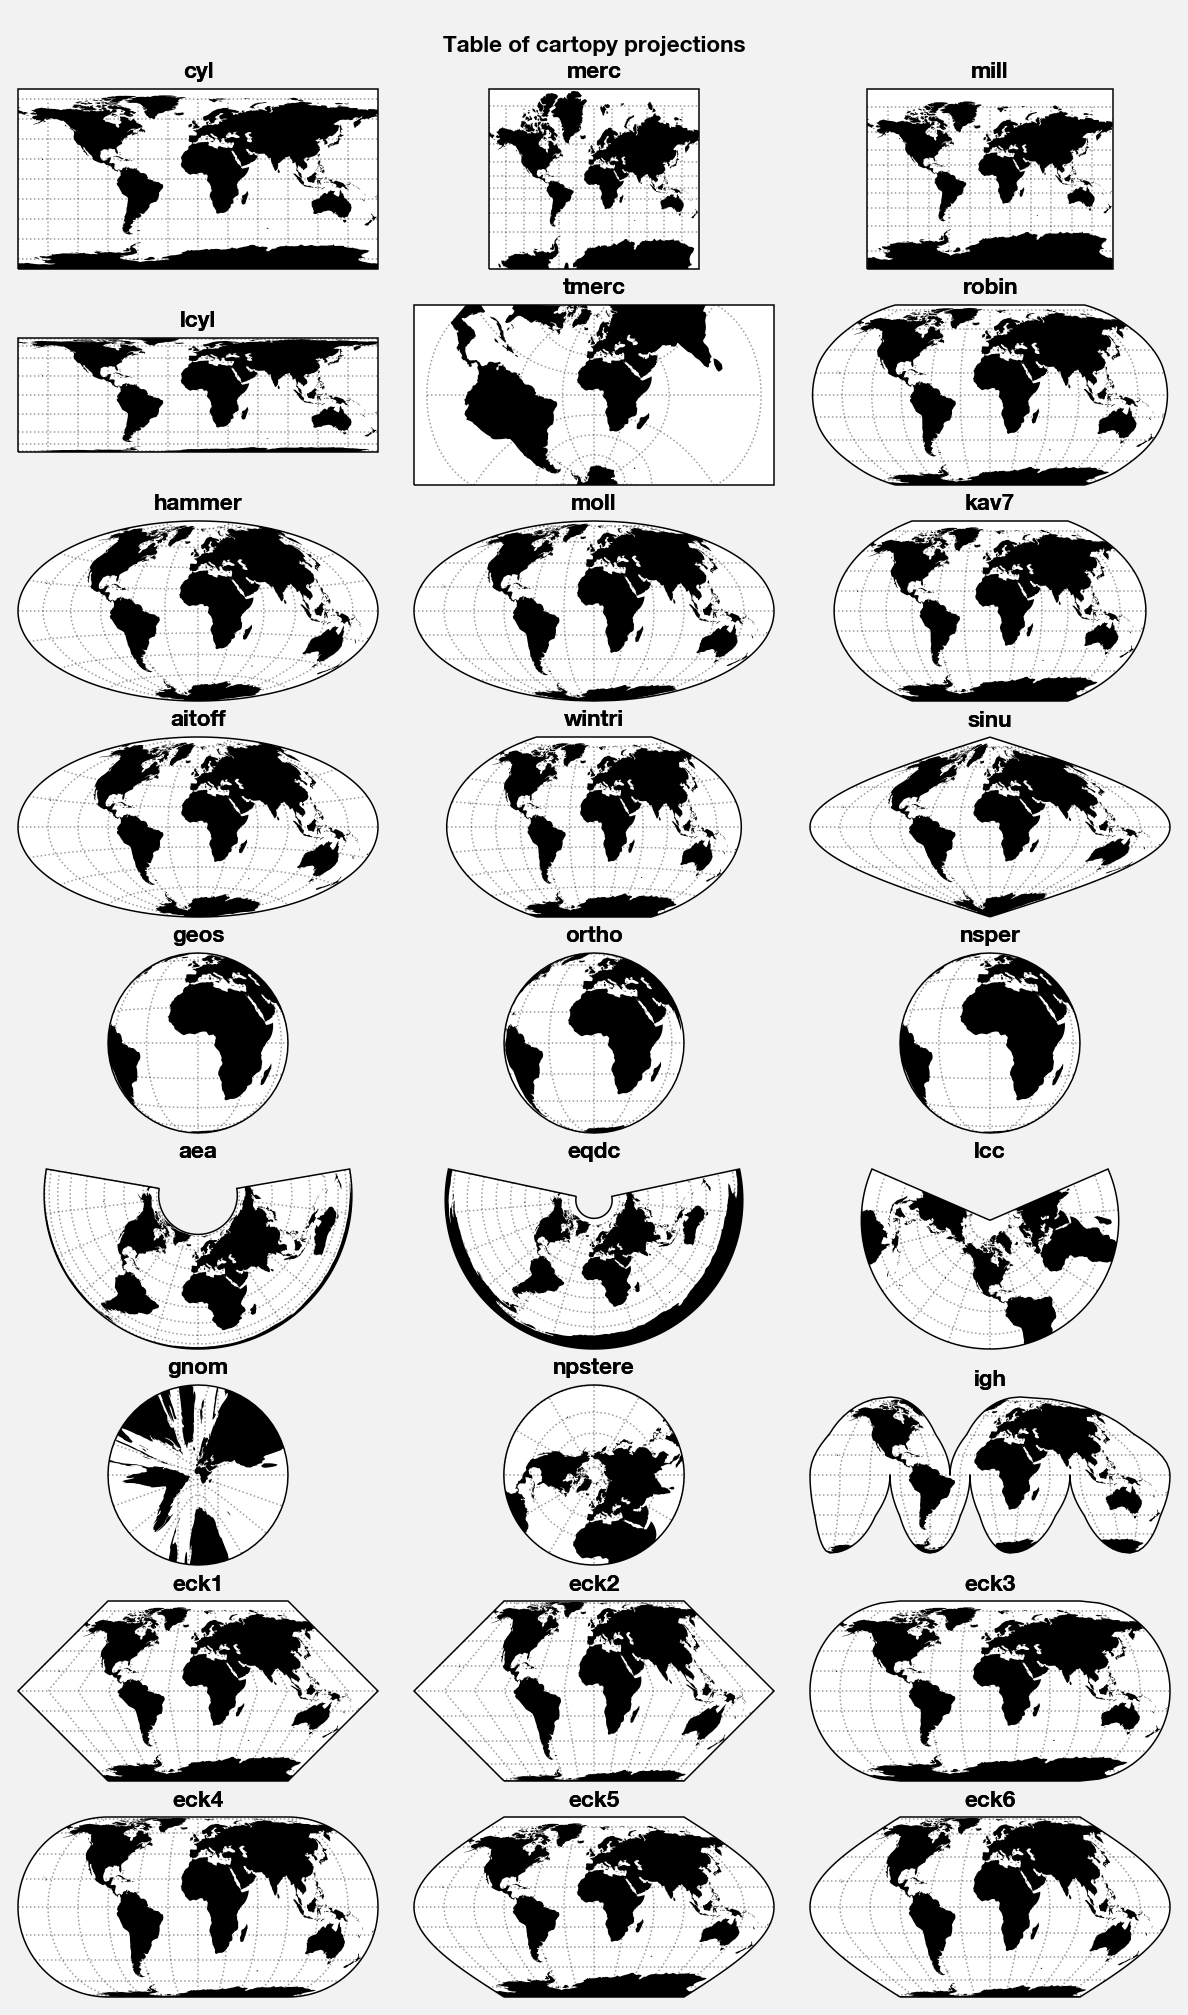 Table of cartopy projections
cyl
merc
mill
lcyl
tmerc
robin
hammer
moll
kav7
aitoff
wintri
sinu
geos
ortho
nsper
aea
eqdc
lcc
gnom
npstere
igh
eck1
eck2
eck3
eck4
eck5
eck6